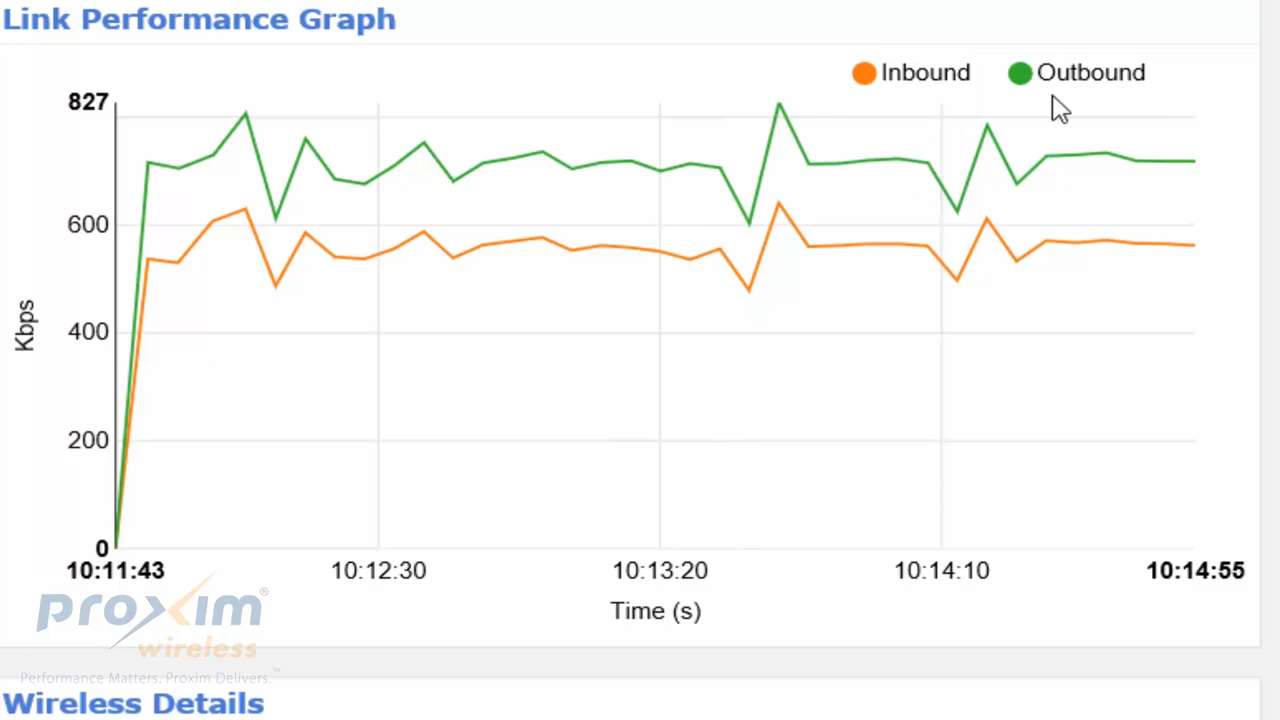 Link Performance Graph
Inbound
Outbound
827
600
400
200
0
Kbps
10:11:43
10:12:30
10:13:20
10:14:10
10:14:55
Time (s)
proxim®
wireless
Performance Matters. Proxim Delivers.™
Wireless Details